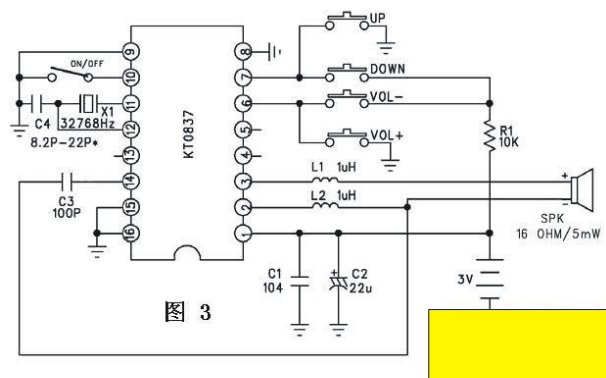 UP
ON/OFF
DOWN
VOL-
VOL+
9
10
11
12
13
14
15
16
8
7
6
5
4
3
2
1
KT0837
X1
C4
32768Hz
8.2P-22P*
C3
100P
L1 1uH
L2 1uH
R1
10K
+
-
SPK
16 OHM/5mW
C1
104
+
C2
22u
3V
图 3